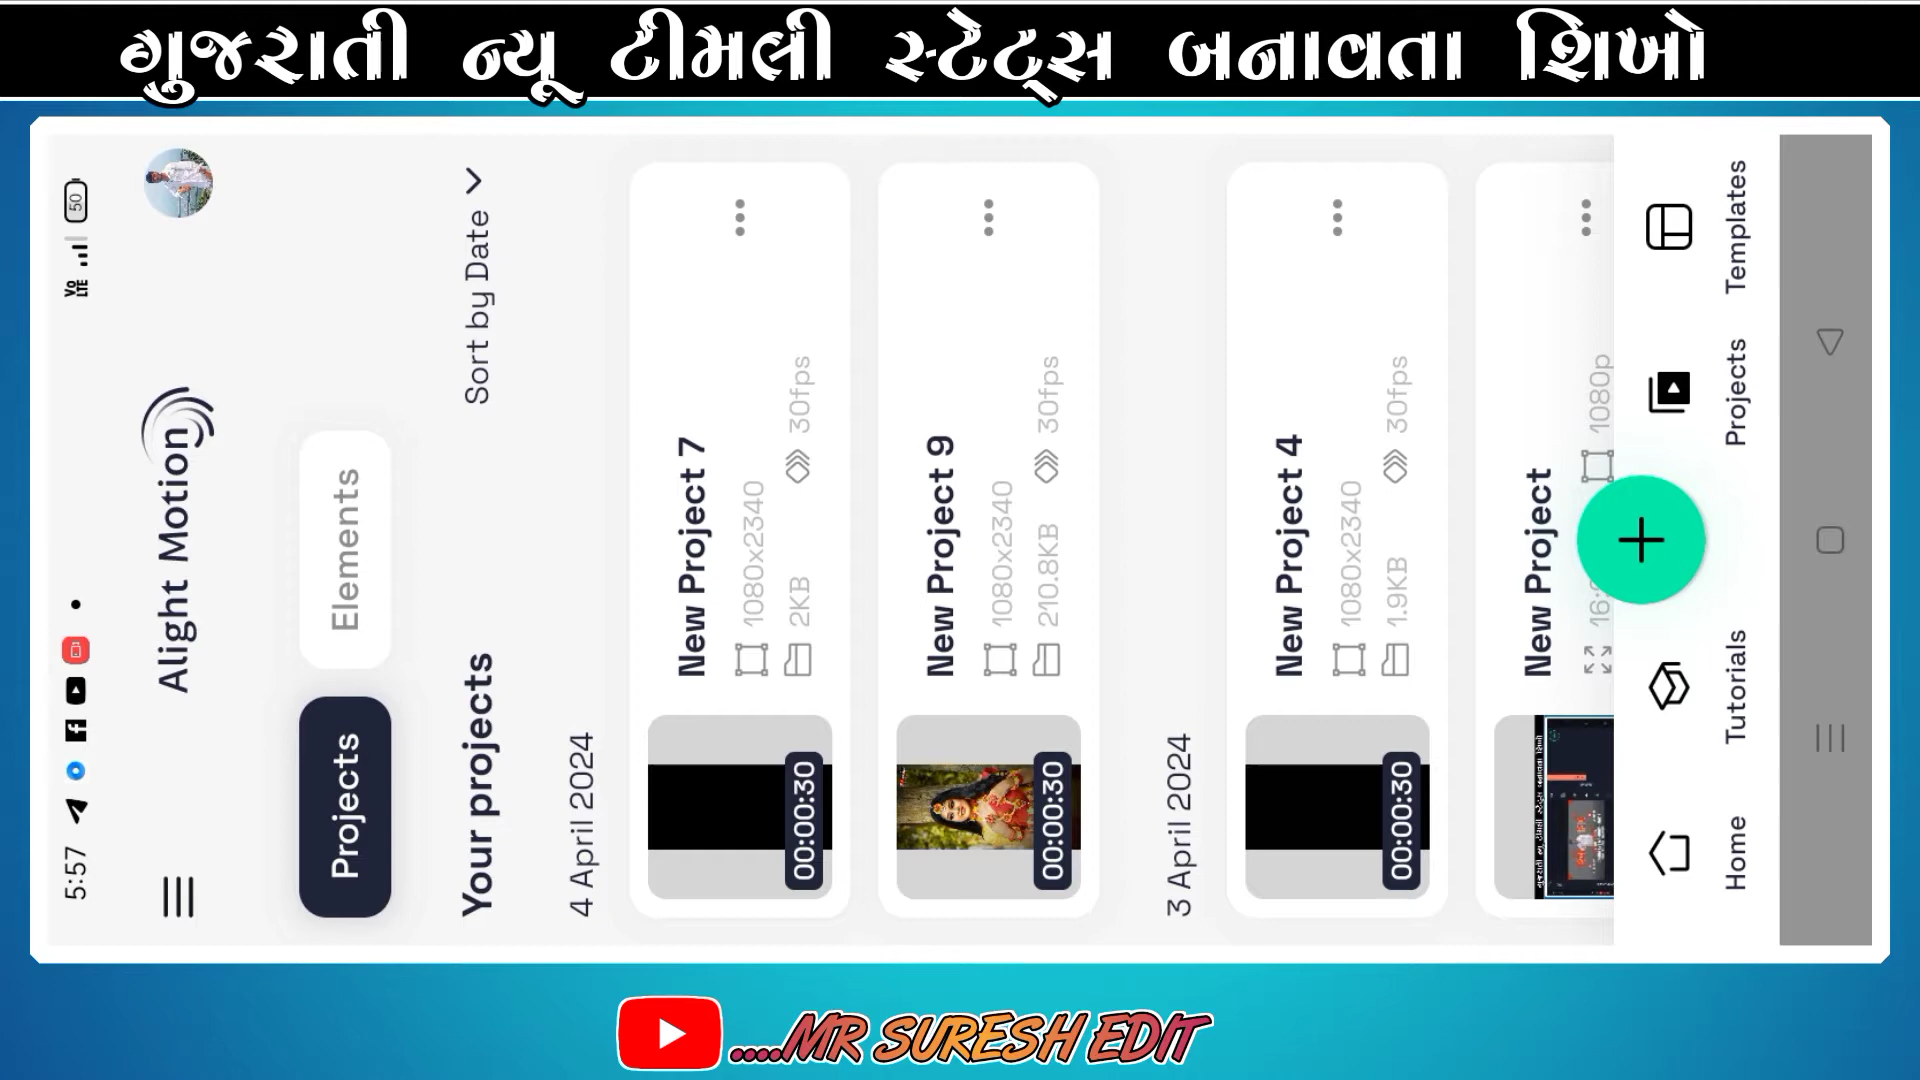 ગુજરાતી ન્યૂ ટીમલી સ્ટેટ્સ બનાવતા શિખો
5:57
Vo LTE
50
Alight Motion
Projects
Elements
Your projects
Sort by Date
4 April 2024
New Project 7
1080x2340
2KB
30fps
00:00:30
New Project 9
1080x2340
210.8KB
30fps
00:00:30
3 April 2024
New Project 4
1080x2340
1.9KB
30fps
00:00:30
New Project
1080p
Home
Tutorials
Projects
Templates
....MR SURESH EDIT